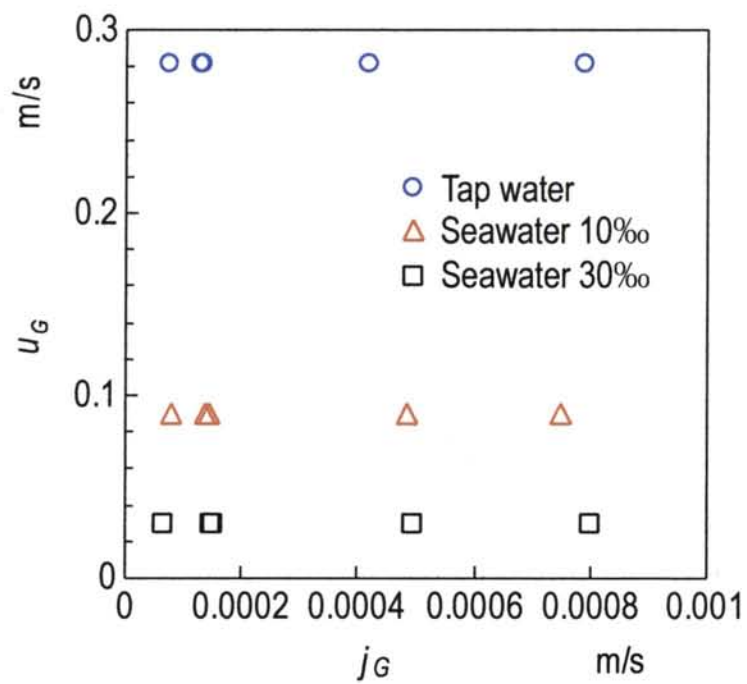 0.3
m/s
Tap water
0.2
Seawater 10‰
Seawater 30‰
u_G
0.1
0
0 0.0002 0.0004 0.0006 0.0008 0.001
j_G m/s